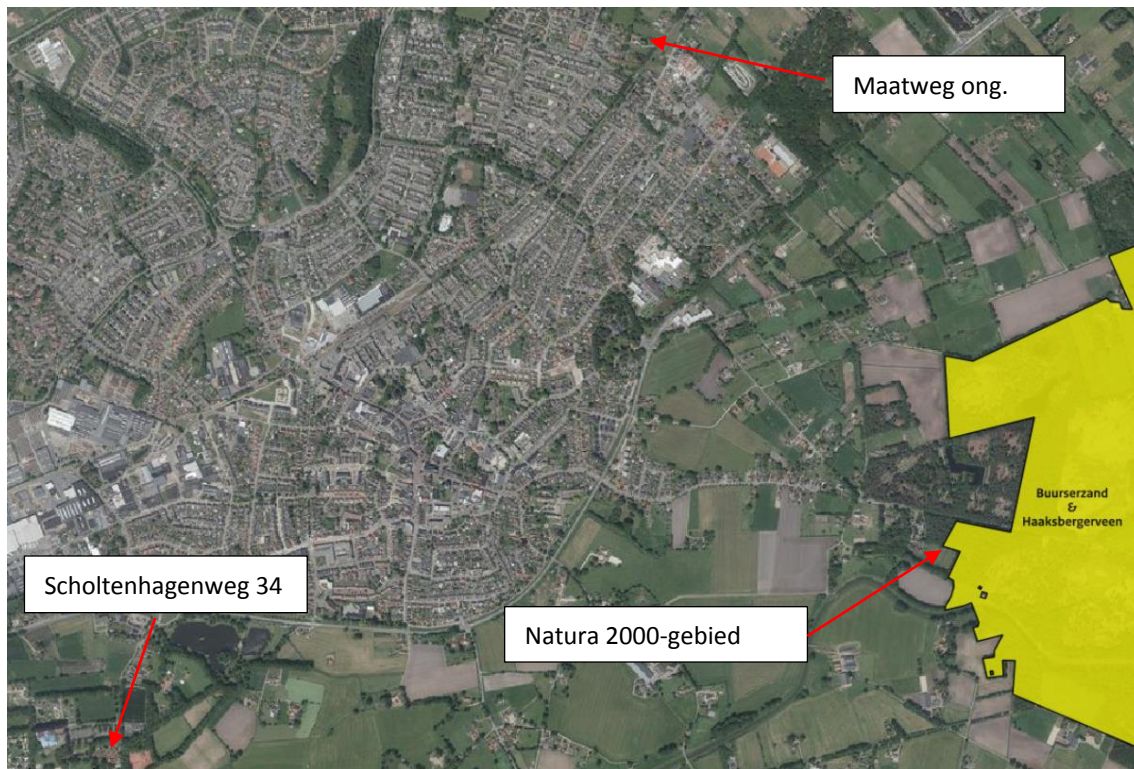 Maatweg ong.
Buurserzand
&
Haaksbergerveen
Scholtenhagenweg 34
Natura 2000-gebied